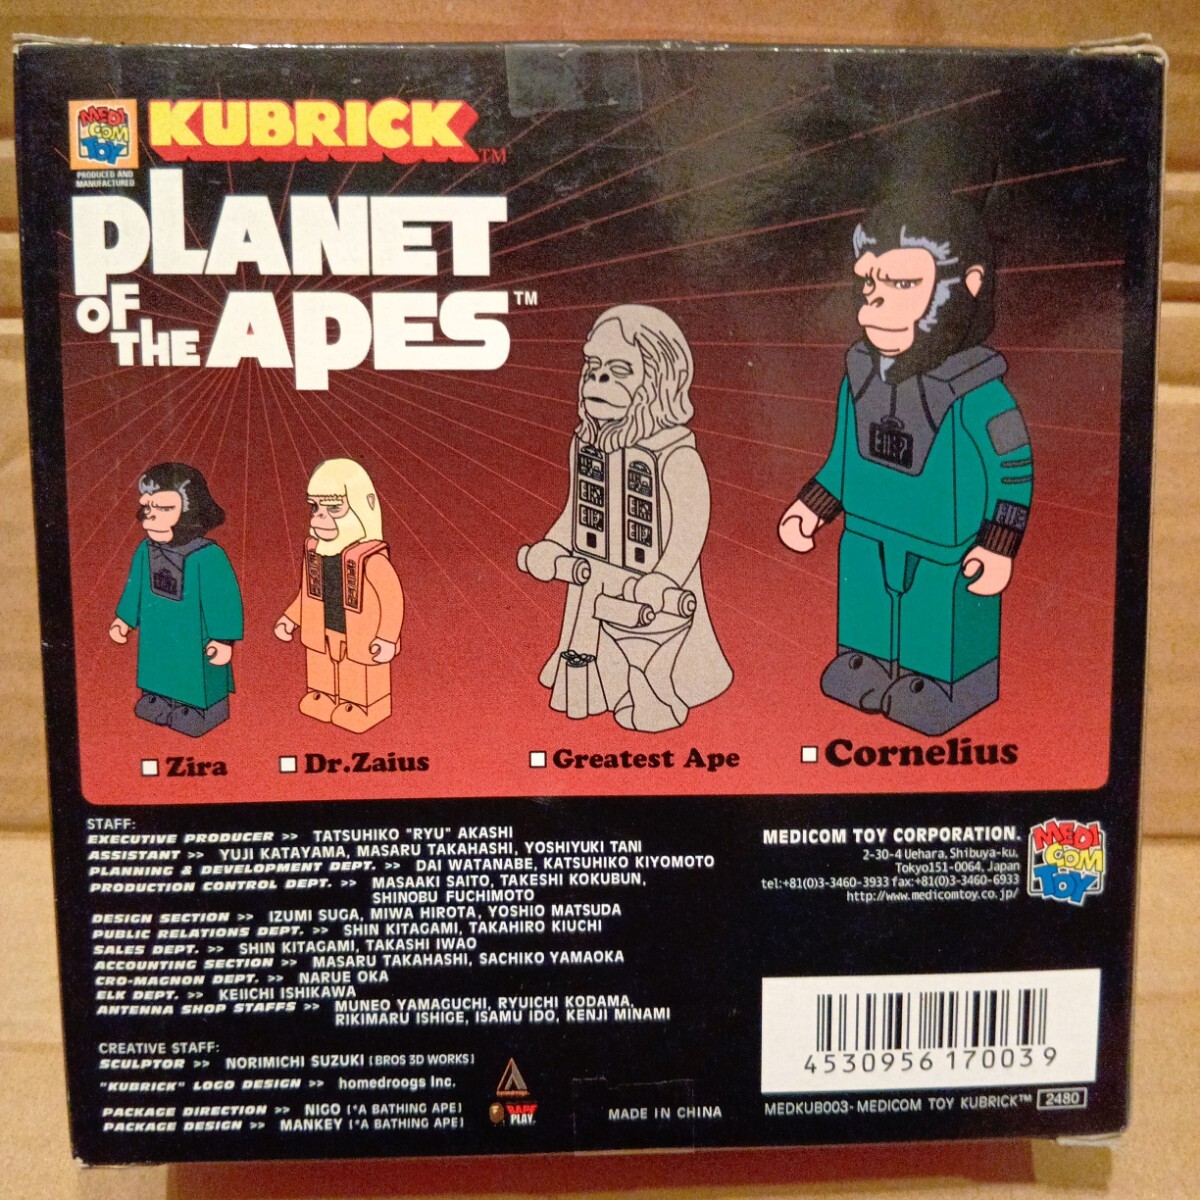 MEDI
COM
TOY
PRODUCED AND
MANUFACTURED
KUBRICK™
PLANET
OF
THE APES™
Zira
Dr.Zaius
Greatest Ape
Cornelius
STAFF:
EXECUTIVE PRODUCER >> TATSUHIKO "RYU" AKASHI
ASSISTANT >> YUJI KATAYAMA, MASARU TAKAHASHI, YOSHIYUKI TANI
PLANNING & DEVELOPMENT DEPT. >> DAI WATANABE, KATSUHIKO KIYOMOTO
PRODUCTION CONTROL DEPT. >> MASAAKI SAITO, TAKESHI KOKUBUN,
SHINOBU FUCHIMOTO
DESIGN SECTION >> IZUMI SUGA, MIWA HIROTA, YOSHIO MATSUDA
PUBLIC RELATIONS DEPT. >> SHIN KITAGAMI, TAKAHIRO KIUCHI
SALES DEPT. >> SHIN KITAGAMI, TAKASHI IWAO
ACCOUNTING SECTION >> MASARU TAKAHASHI, SACHIKO YAMAOKA
CRO-MAGNON DEPT. >> NARUE OKA
ELK DEPT. >> KEIICHI ISHIKAWA
ANTENNA SHOP STAFFS >> MUNEO YAMAGUCHI, RYUICHI KODAMA,
RIKIMARU ISHIGE, ISAMU IDO, KENJI MINAMI
CREATIVE STAFF:
SCULPTOR >> NORIMICHI SUZUKI [BROS 3D WORKS]
"KUBRICK" LOGO DESIGN >> homedroogs Inc.
PACKAGE DIRECTION >> NIGO [*A BATHING APE]
PACKAGE DESIGN >> MANKEY [*A BATHING APE]
BAPE
PLAY.
MADE IN CHINA
MEDICOM TOY CORPORATION.
2-30-4 Uehara, Shibuya-ku,
Tokyo151-0064, Japan
tel:+81(0)3-3460-3933 fax:+81(0)3-3460-6933
http://www.medicomtoy.co.jp/
MEDI
COM
TOY
4530956170039
MEDKUB003- MEDICOM TOY KUBRICK™ 2480